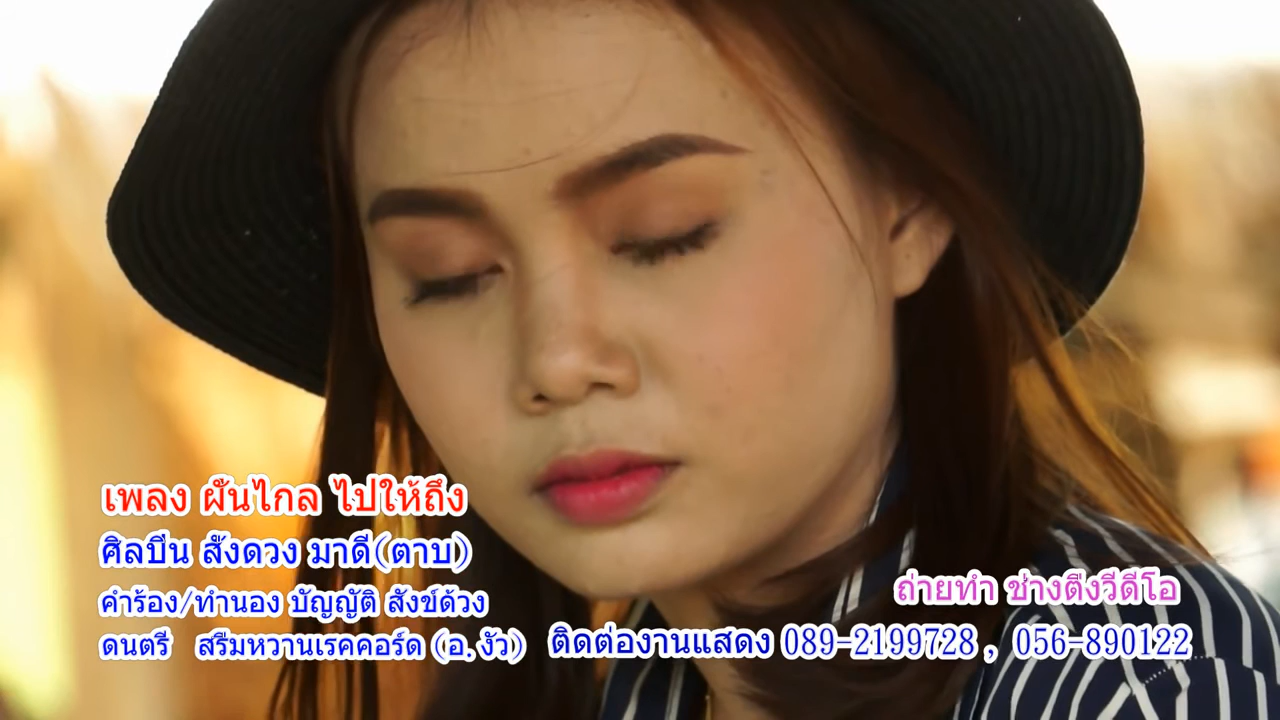 เพลง ฝันไกล ไปให้ถึง
ศิลปิน สังดวง มาดี(ตาบ)
คำร้อง/ทำนอง บัญญัติ สังข์ด้วง
ถ่ายทำ ช่างติงวีดีโอ
ดนตรี สรีมหวานเรคคอร์ด (อ.งัว) ติดต่องานแสดง 089-2199728 , 056-890122